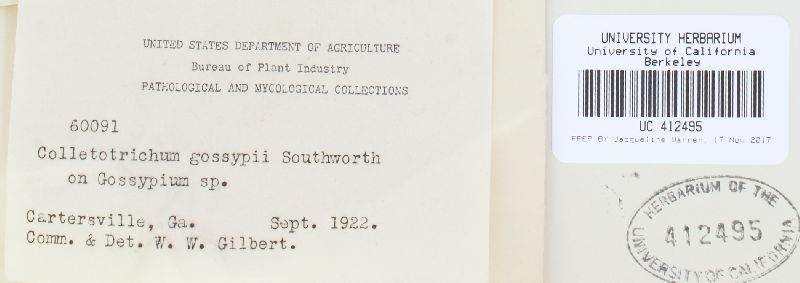 UNITED STATES DEPARTMENT OF AGRICULTURE
Bureau of Plant Industry
PATHOLOGICAL AND MYCOLOGICAL COLLECTIONS
60091
Colletotrichum gossypii Southworth
on Gossypium sp.
Cartersville, Ga. Sept. 1922.
Comm. & Det. W. W. Gilbert.
UNIVERSITY HERBARIUM
University of California
Berkeley
UC 412495
PREP BY Jacqueline Warren, 17 Nov 2017
HERBARIUM OF THE
412495
UNIVERSITY OF CALIFORNIA